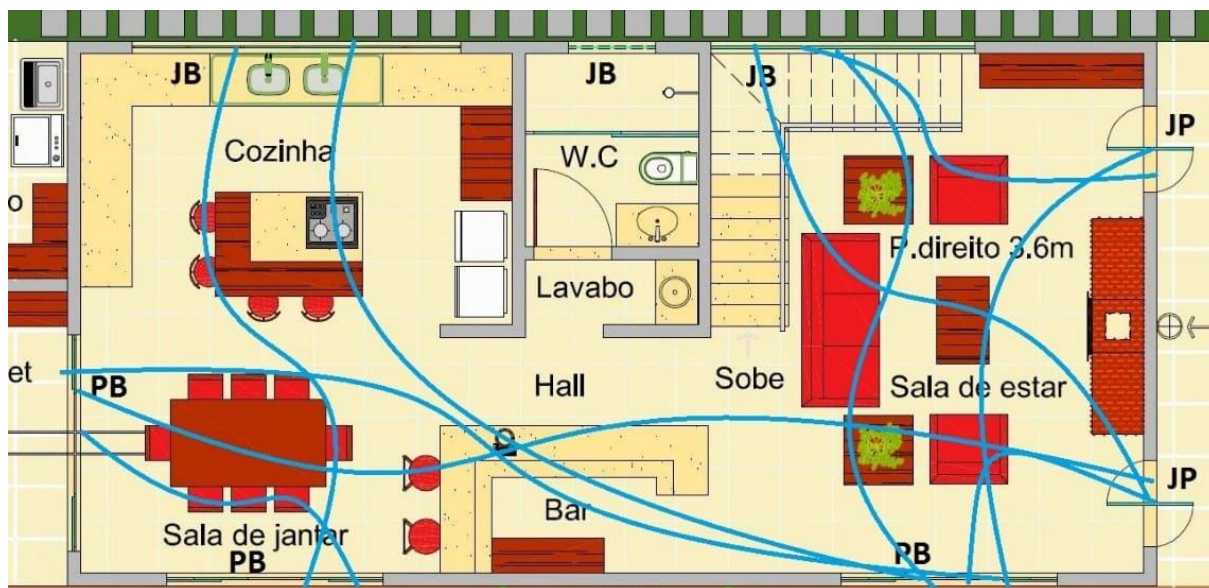 JB
JB
JB
JP
Cozinha
W.C
o
P.direito 3.6m
Lavabo
et
PB
Hall
Sobe
Sala de estar
JP
Bar
Sala de jantar
PB
PB